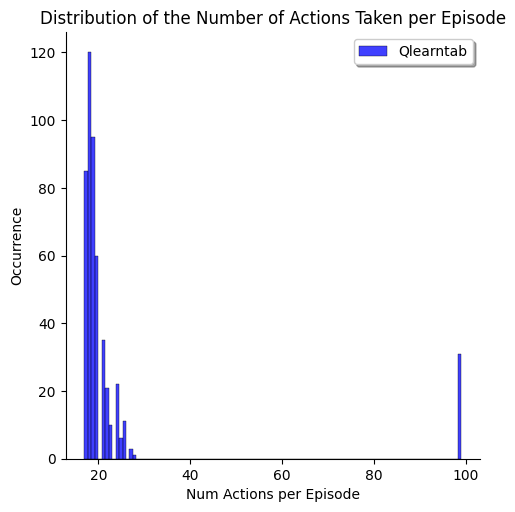 Distribution of the Number of Actions Taken per Episode
Qlearntab
120
100
80
60
40
20
0
Occurrence
20 40 60 80 100
Num Actions per Episode